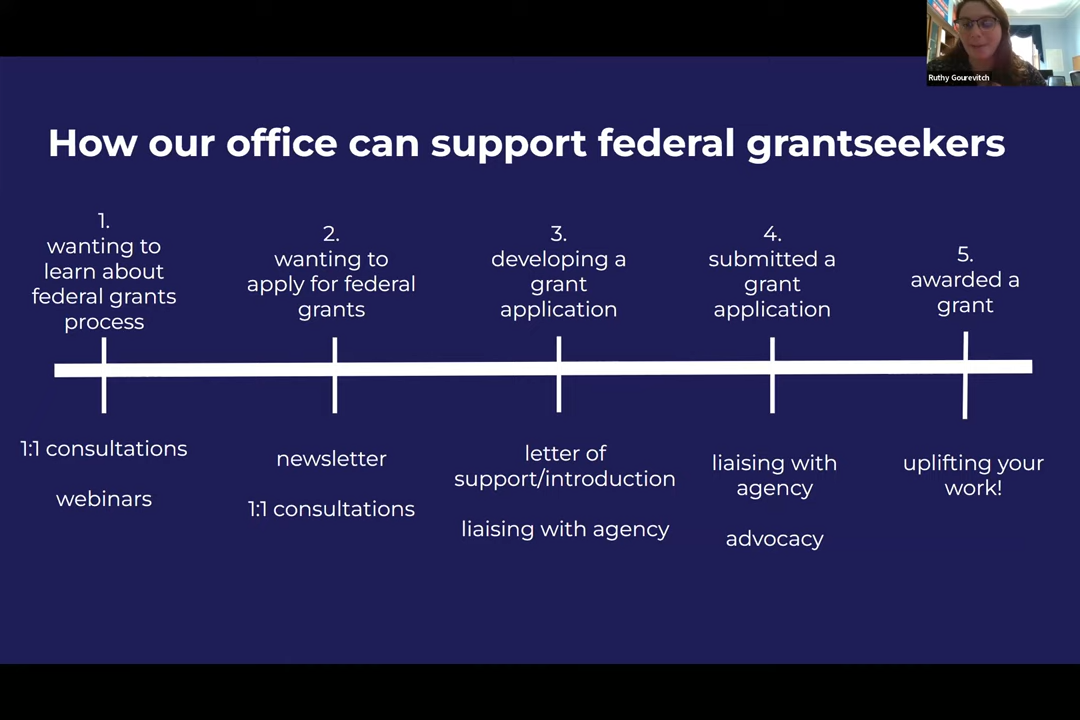 Ruthy Gourevitch
How our office can support federal grantseekers
1.
wanting to
learn about
federal grants
process
2.
wanting to
apply for federal
grants
3.
developing a
grant
application
4.
submitted a
grant
application
5.
awarded a
grant
1:1 consultations
webinars
newsletter
1:1 consultations
letter of
support/introduction
liaising with agency
liaising with
agency
advocacy
uplifting your
work!